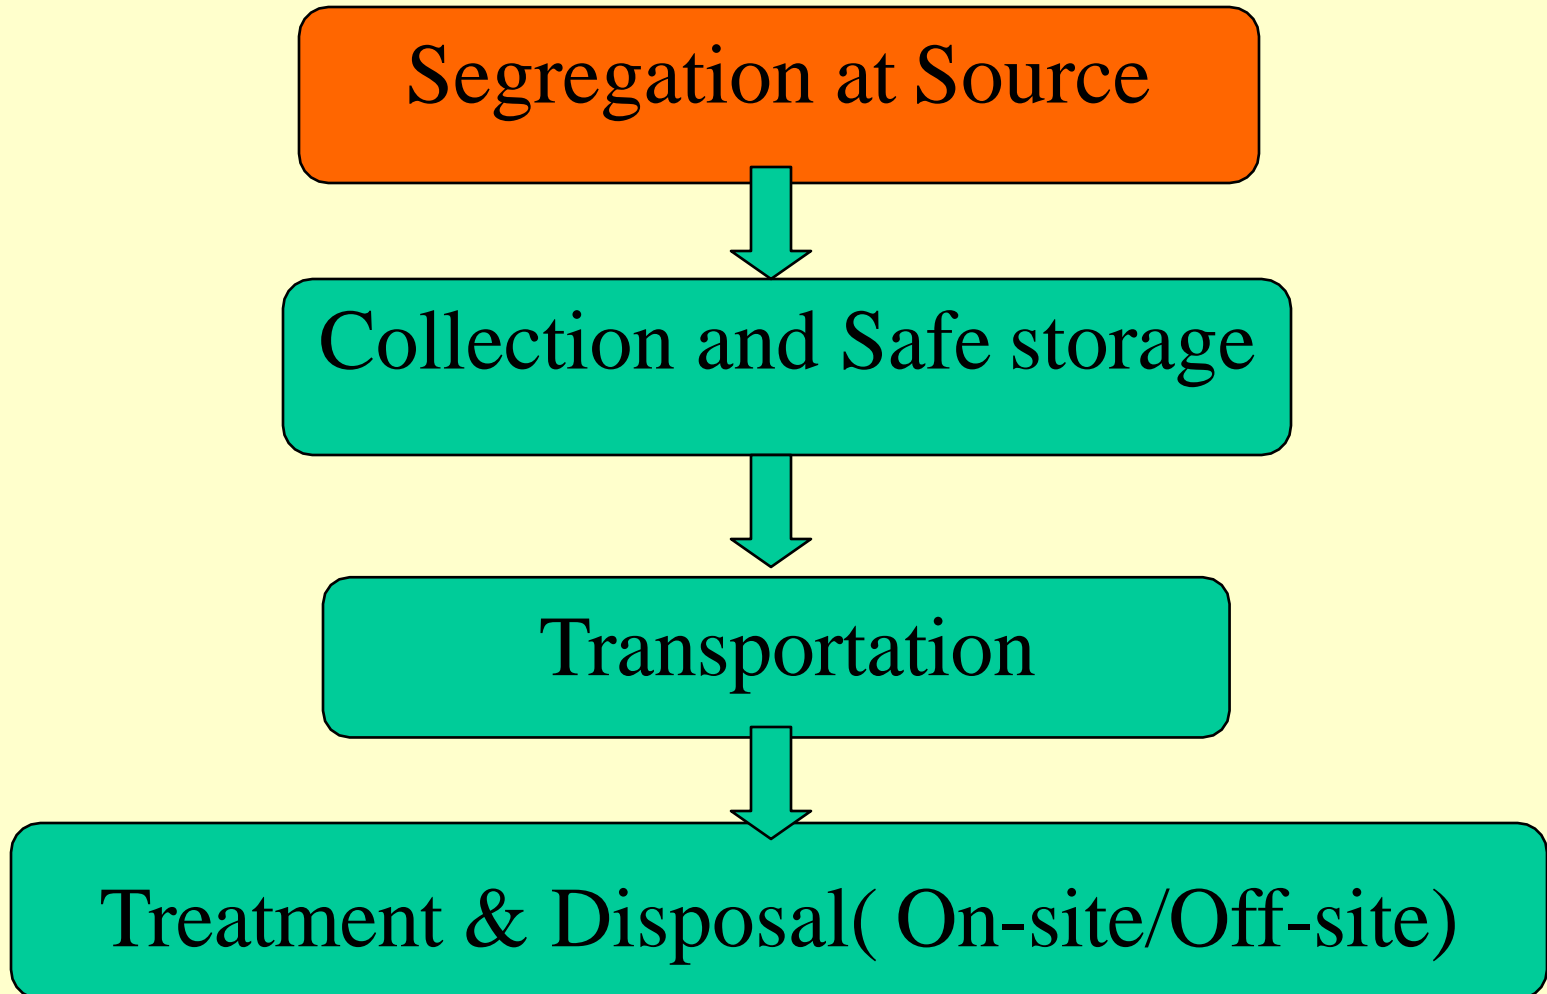 Segregation at Source
Collection and Safe storage
Transportation
Treatment & Disposal( On-site/Off-site)